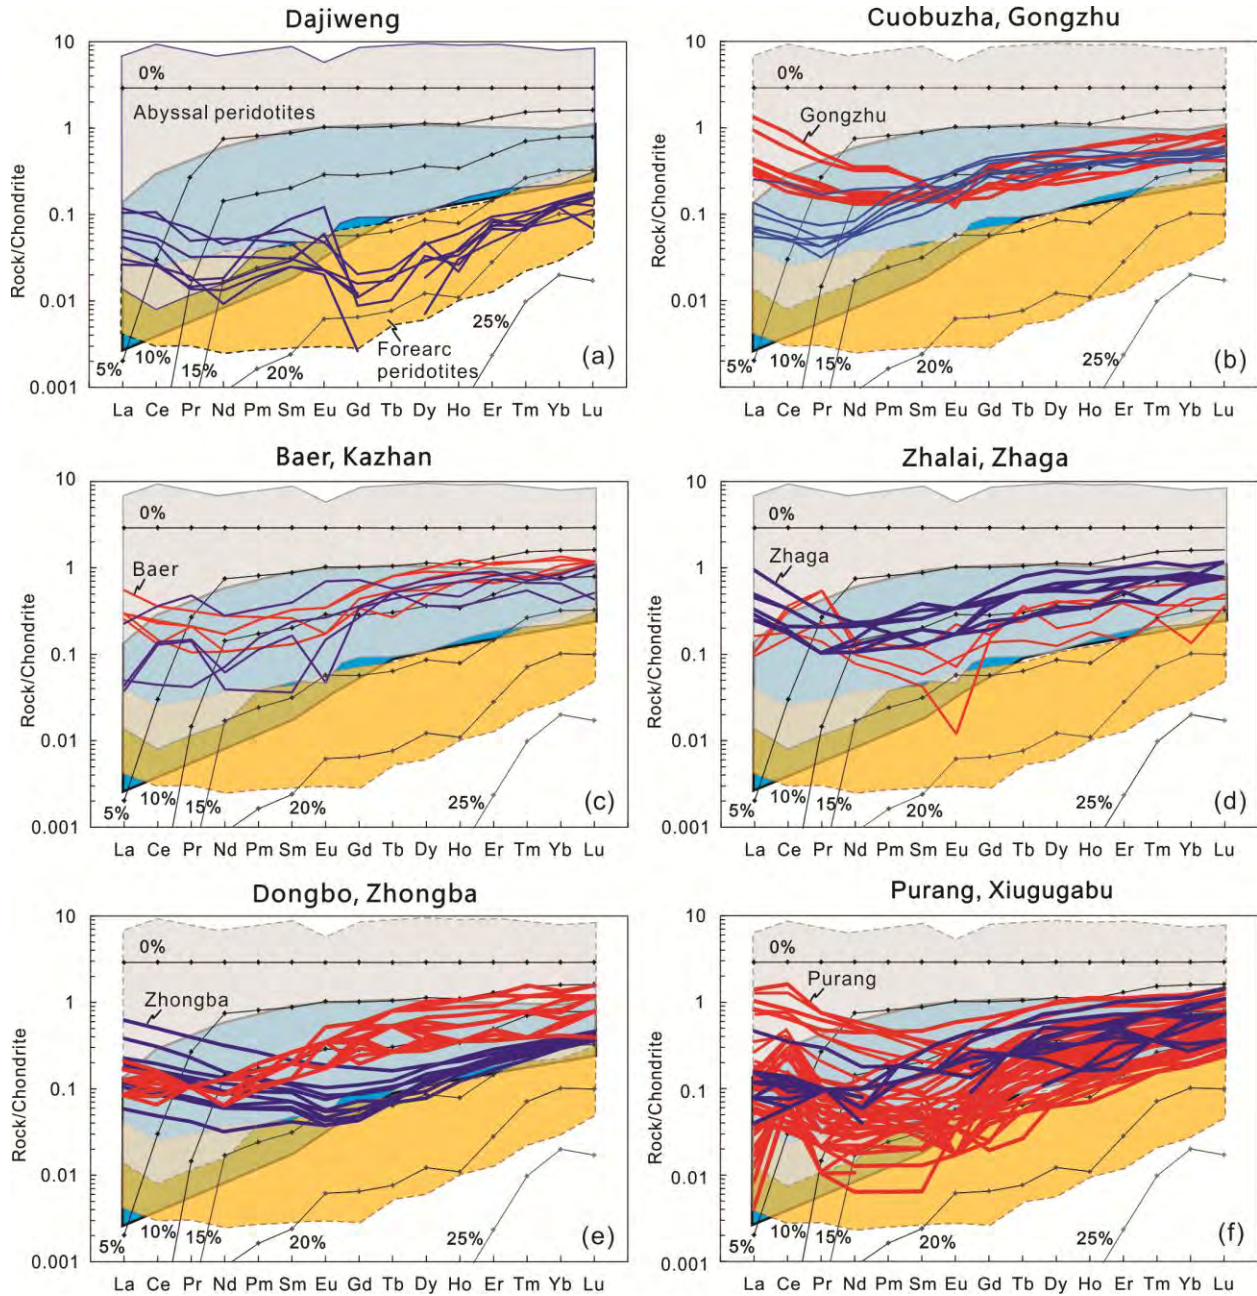 Dajiweng
Rock/Chondrite
10
1
0.1
0.01
0.001
0%
Abyssal peridotites
Forearc
peridotites
5%
10%
15%
20%
25%
(a)
La Ce Pr Nd Pm Sm Eu Gd Tb Dy Ho Er Tm Yb Lu
Cuobuzha, Gongzhu
Rock/Chondrite
10
1
0.1
0.01
0.001
0%
Gongzhu
5%
10%
15%
20%
25%
(b)
La Ce Pr Nd Pm Sm Eu Gd Tb Dy Ho Er Tm Yb Lu
Baer, Kazhan
Rock/Chondrite
10
1
0.1
0.01
0.001
0%
Baer
5%
10%
15%
20%
25%
(c)
La Ce Pr Nd Pm Sm Eu Gd Tb Dy Ho Er Tm Yb Lu
Zhalai, Zhaga
Rock/Chondrite
10
1
0.1
0.01
0.001
0%
Zhaga
5%
10%
15%
20%
25%
(d)
La Ce Pr Nd Pm Sm Eu Gd Tb Dy Ho Er Tm Yb Lu
Dongbo, Zhongba
Rock/Chondrite
10
1
0.1
0.01
0.001
0%
Zhongba
5%
10%
15%
20%
25%
(e)
La Ce Pr Nd Pm Sm Eu Gd Tb Dy Ho Er Tm Yb Lu
Purang, Xiugugabu
Rock/Chondrite
10
1
0.1
0.01
0.001
0%
Purang
5%
10%
15%
20%
25%
(f)
La Ce Pr Nd Pm Sm Eu Gd Tb Dy Ho Er Tm Yb Lu